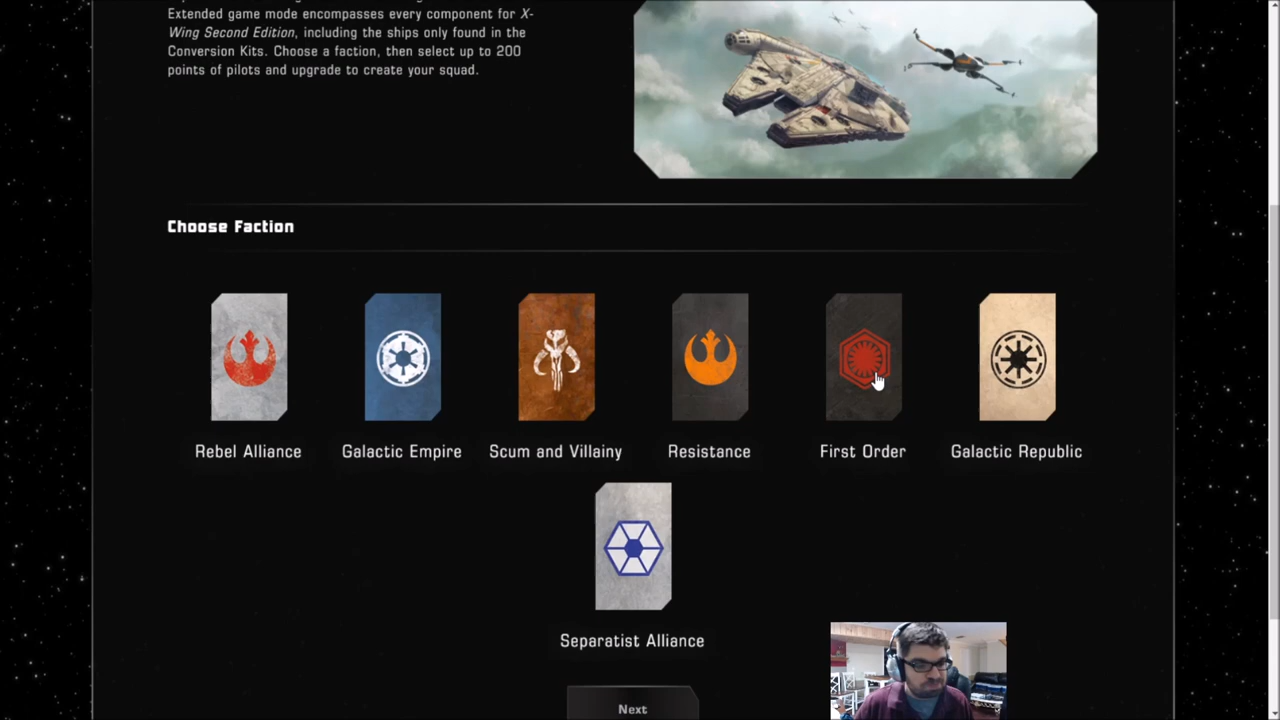 Extended game mode encompasses every component for X-
Wing Second Edition, including the ships only found in the
Conversion Kits. Choose a faction, then select up to 200
points of pilots and upgrade to create your squad.
Choose Faction
Rebel Alliance
Galactic Empire
Scum and Villainy
Resistance
First Order
Galactic Republic
Separatist Alliance
Next